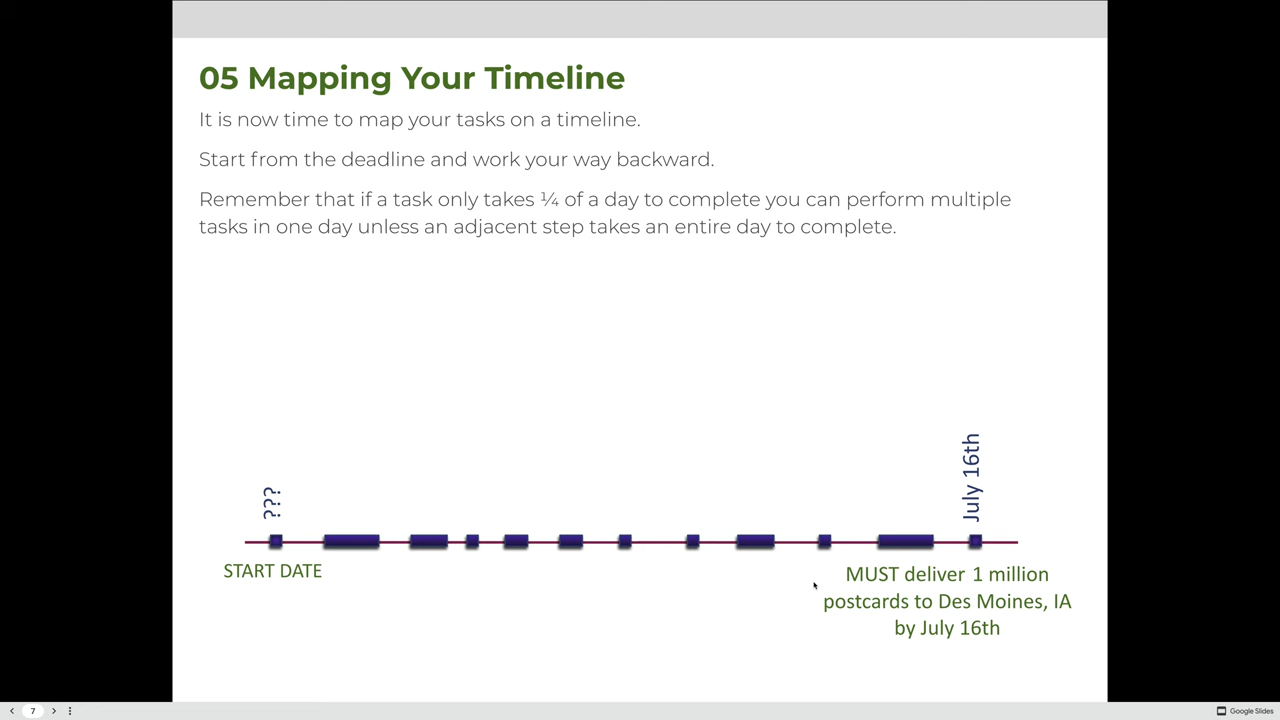 05 Mapping Your Timeline
It is now time to map your tasks on a timeline.
Start from the deadline and work your way backward.
Remember that if a task only takes ¼ of a day to complete you can perform multiple
tasks in one day unless an adjacent step takes an entire day to complete.
???
July 16th
START DATE
MUST deliver 1 million
postcards to Des Moines, IA
by July 16th
7
Google Slides